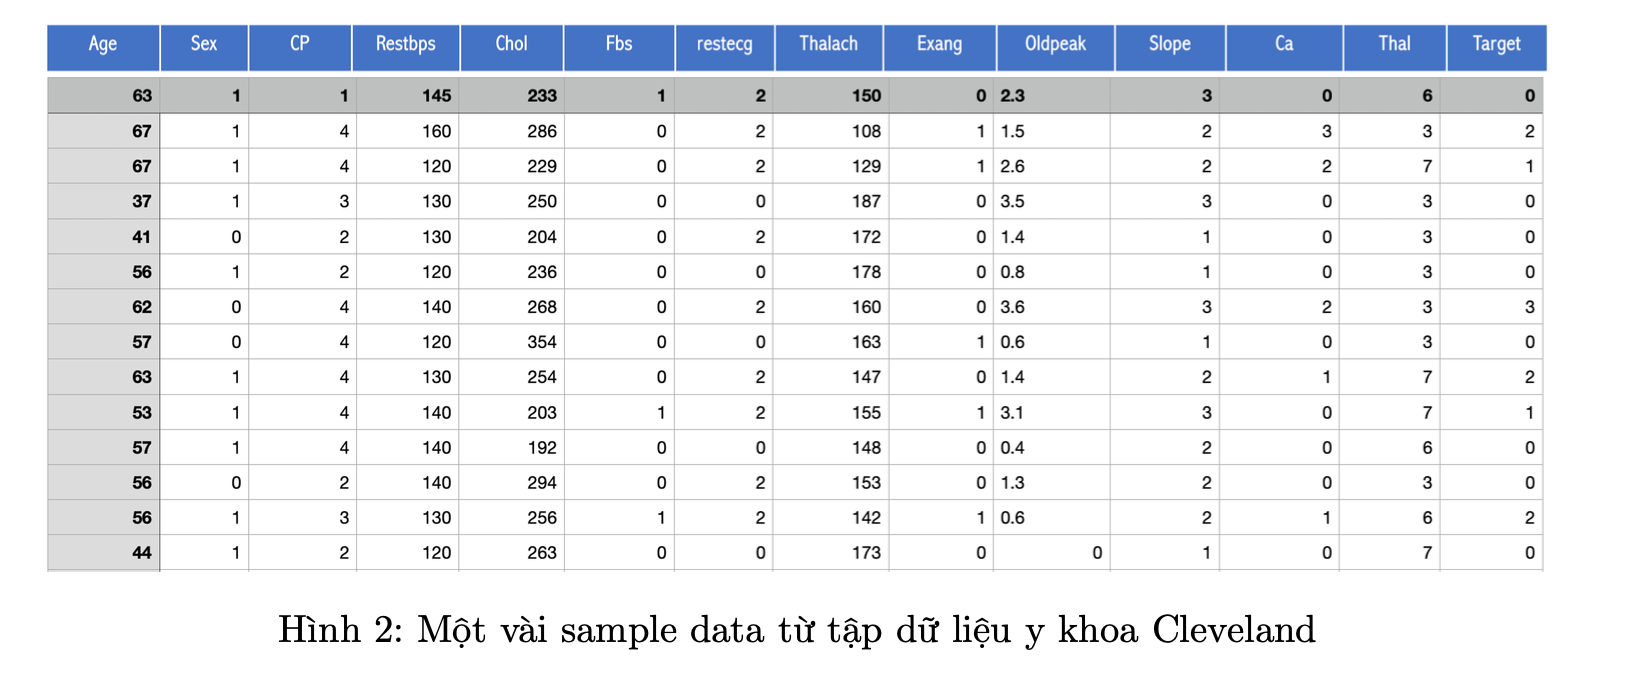 Age Sex CP Restbps Chol Fbs restecg Thalach Exang Oldpeak Slope Ca Thal Target
63 1 1 145 233 1 2 150 0 2.3 3 0 6 0
67 1 4 160 286 0 2 108 1 1.5 2 3 3 2
67 1 4 120 229 0 2 129 1 2.6 2 2 7 1
37 1 3 130 250 0 0 187 0 3.5 3 0 3 0
41 0 2 130 204 0 2 172 0 1.4 1 0 3 0
56 1 2 120 236 0 0 178 0 0.8 1 0 3 0
62 0 4 140 268 0 2 160 0 3.6 3 2 3 3
57 0 4 120 354 0 0 163 1 0.6 1 0 3 0
63 1 4 130 254 0 2 147 0 1.4 2 1 7 2
53 1 4 140 203 1 2 155 1 3.1 3 0 7 1
57 1 4 140 192 0 0 148 0 0.4 2 0 6 0
56 0 2 140 294 0 2 153 0 1.3 2 0 3 0
56 1 3 130 256 1 2 142 1 0.6 2 1 6 2
44 1 2 120 263 0 0 173 0 0 1 0 7 0
Hình 2: Một vài sample data từ tập dữ liệu y khoa Cleveland